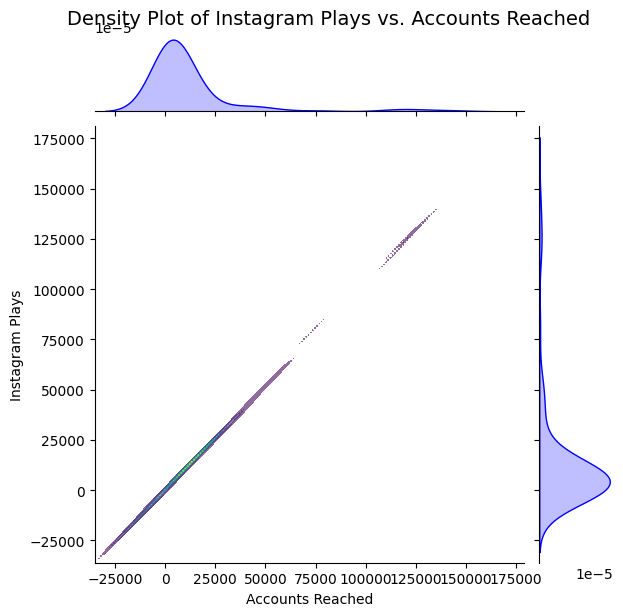 Density Plot of Instagram Plays vs. Accounts Reached
1e−5
175000
150000
125000
100000
75000
50000
25000
0
−25000
Instagram Plays
−25000 0 25000 50000 75000 100000 125000 150000 175000
1e−5
Accounts Reached